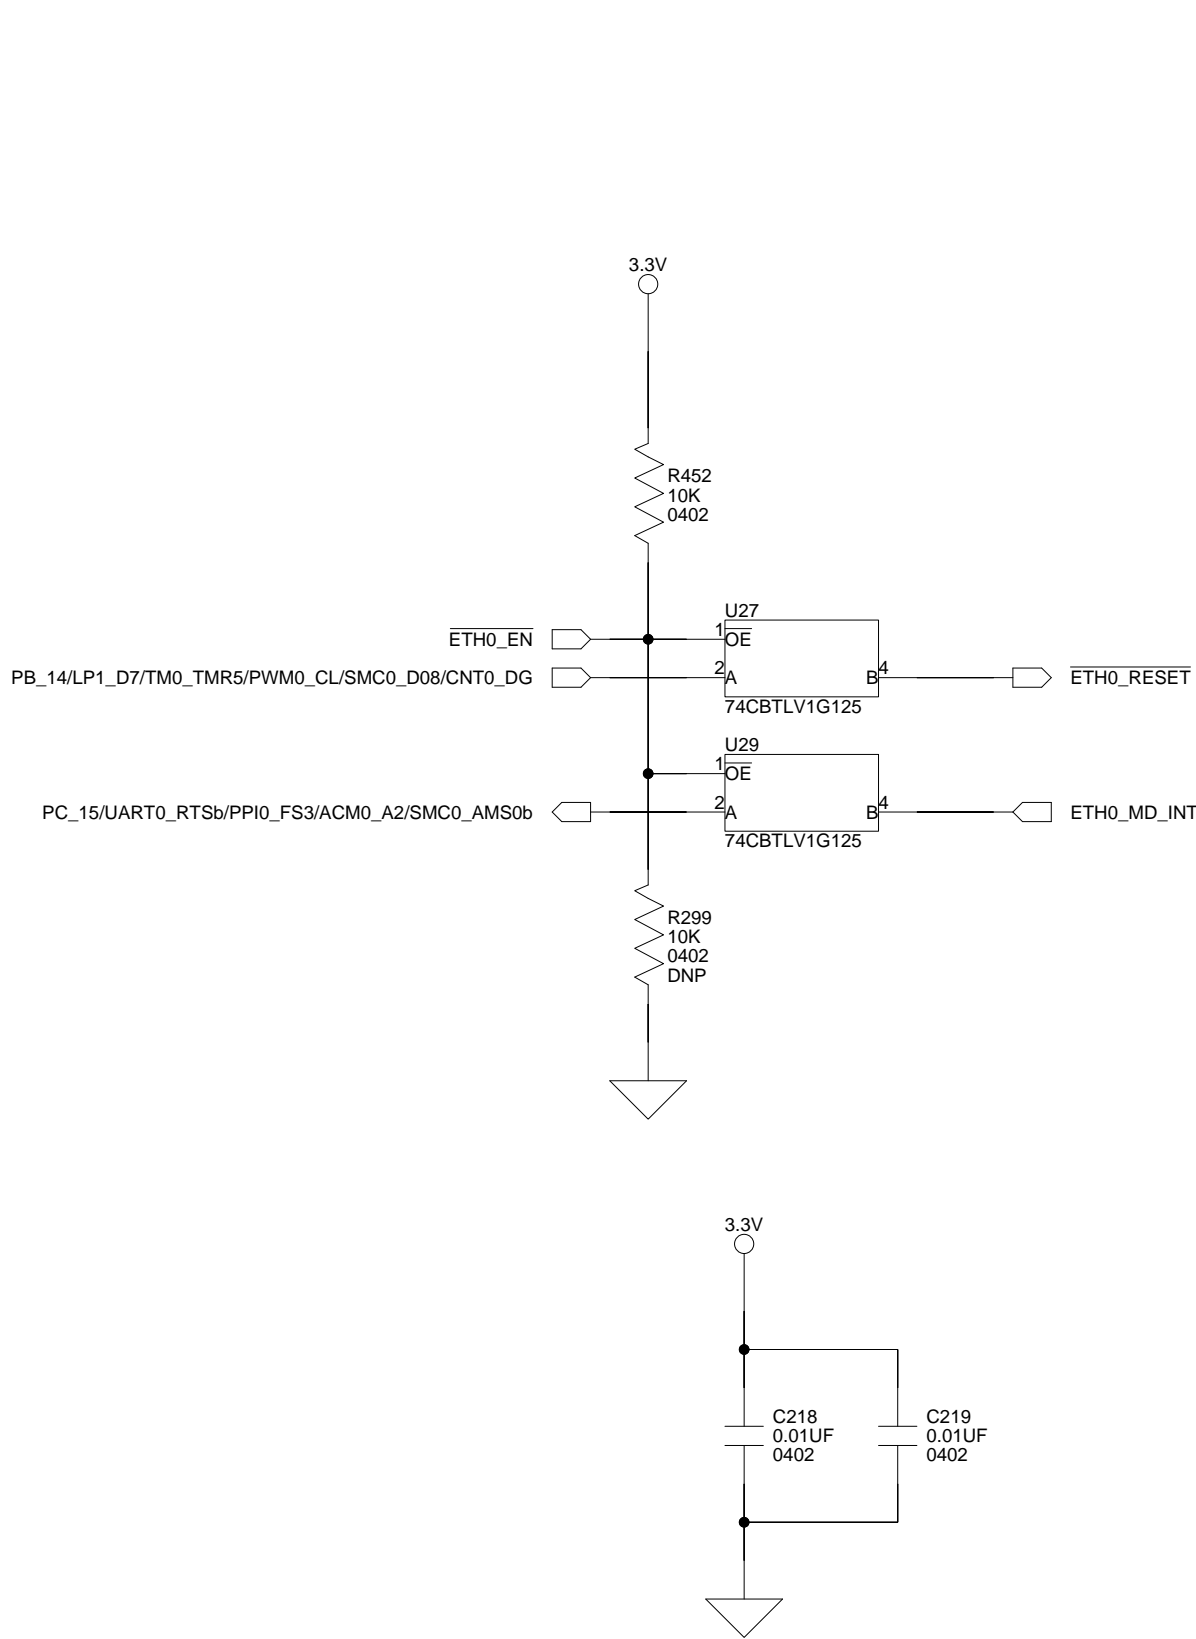 3.3V
R452
10K
0402
U27
ETH0_EN
1
OE
PB_14/LP1_D7/TM0_TMR5/PWM0_CL/SMC0_D08/CNT0_DG
2
A
B
4
ETH0_RESET
74CBTLV1G125
U29
1
OE
PC_15/UART0_RTSb/PPI0_FS3/ACM0_A2/SMC0_AMS0b
2
A
B
4
ETH0_MD_INT
74CBTLV1G125
R299
10K
0402
DNP
3.3V
C218
0.01UF
0402
C219
0.01UF
0402